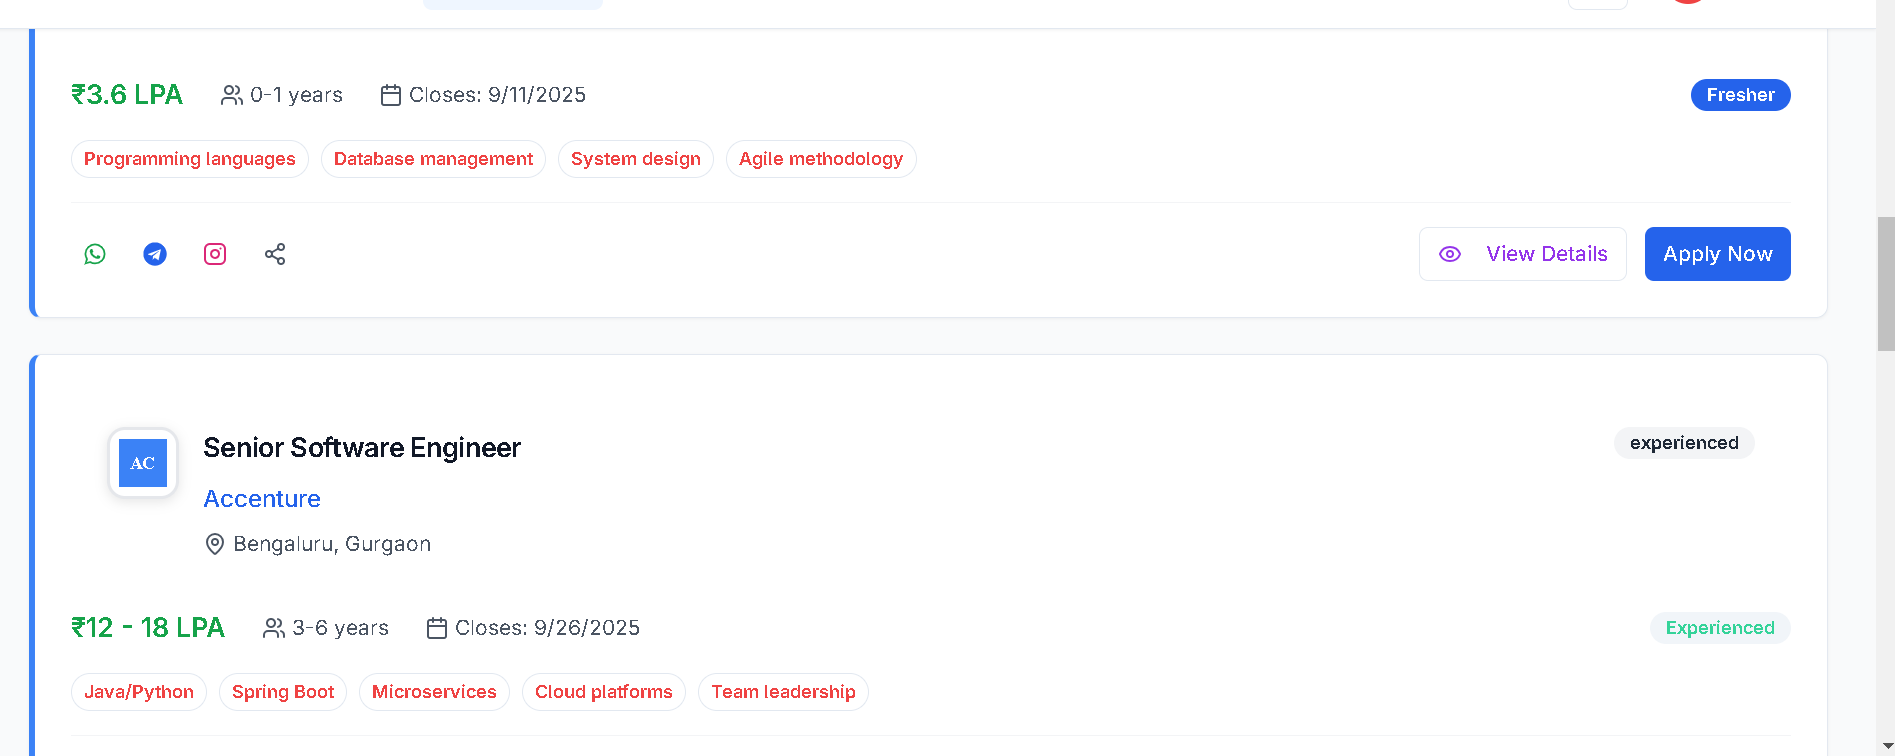 ₹3.6 LPA 0-1 years Closes: 9/11/2025 Fresher
Programming languages Database management System design Agile methodology
View Details Apply Now
AC
Senior Software Engineer experienced
Accenture
Bengaluru, Gurgaon
₹12 - 18 LPA 3-6 years Closes: 9/26/2025 Experienced
Java/Python Spring Boot Microservices Cloud platforms Team leadership